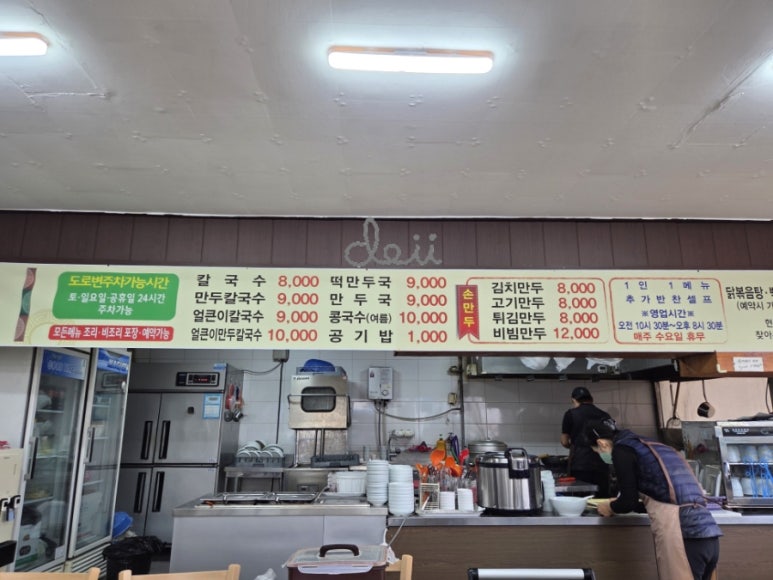 deii
도로변주차가능시간
토·일요일·공휴일 24시간
주차가능
모든메뉴 조리·비조리 포장·예약가능
칼국수 8,000
만두칼국수 9,000
얼큰이칼국수 9,000
얼큰이만두칼국수 10,000
떡만두국 9,000
만두국 9,000
콩국수(여름) 10,000
공기밥 1,000
손만두
김치만두 8,000
고기만두 8,000
튀김만두 8,000
비빔만두 12,000
1인 1메뉴
추가반찬셀프
※영업시간※
오전 10시 30분~오후 8시 30분
매주 수요일 휴무
닭볶음탕·
(예약시 가
현
찾아